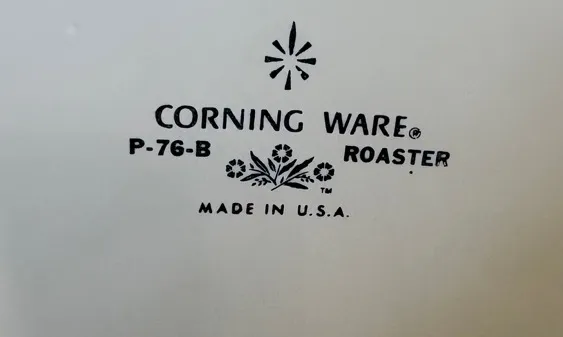 CORNING WARE®
P-76-B ROASTER
TM
MADE IN U.S.A.